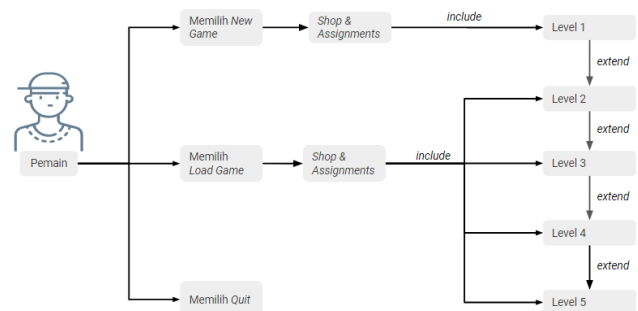 Memilih New
Game
Shop &
Assignments
include
Level 1
extend
Level 2
extend
Pemain
Memilih
Load Game
Shop &
Assignments
include
Level 3
extend
Level 4
extend
Memilih Quit
Level 5